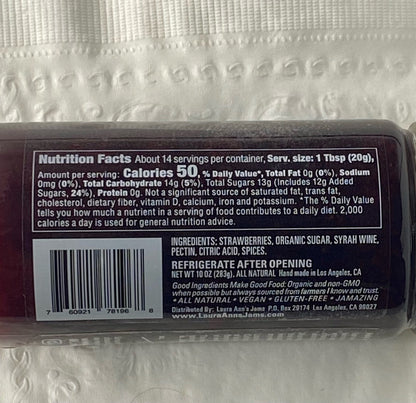 Nutrition Facts About 14 servings per container, Serv. size: 1 Tbsp (20g),
Amount per serving: Calories 50, % Daily Value*, Total Fat 0g (0%), Sodium
0mg (0%), Total Carbohydrate 14g (5%), Total Sugars 13g (Includes 12g Added
Sugars, 24%), Protein 0g. Not a significant source of saturated fat, trans fat,
cholesterol, dietary fiber, vitamin D, calcium, iron and potassium. *The % Daily Value
tells you how much a nutrient in a serving of food contributes to a daily diet. 2,000
calories a day is used for general nutrition advice.
INGREDIENTS: STRAWBERRIES, ORGANIC SUGAR, SYRAH WINE,
PECTIN, CITRIC ACID, SPICES.
REFRIGERATE AFTER OPENING
NET WT 10 OZ (283g). ALL NATURAL Hand made in Los Angeles, CA
Good Ingredients Make Good Food: Organic and non-GMO
when possible but always sourced from farmers I know and trust.
• ALL NATURAL • VEGAN • GLUTEN-FREE • JAMAZING
Distributed By: Laura Ann's Jams. P.O. Box 29174 Los Angeles, CA 90027
www.LauraAnnsJams.com
7 60921 78196 8